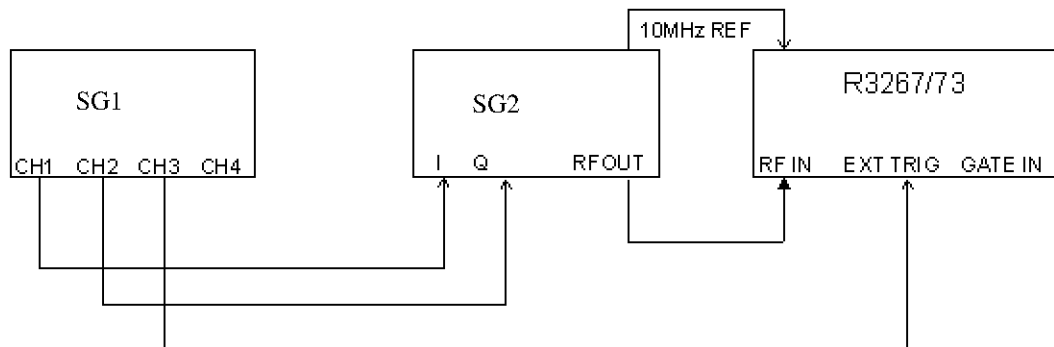 10MHz REF
SG1
SG2
R3267/73
CH1 CH2 CH3 CH4
I Q RFOUT
RF IN EXT TRIG GATE IN